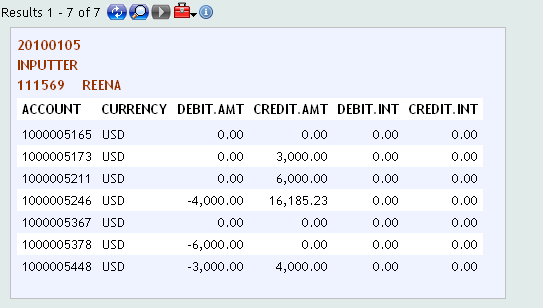 Results 1 - 7 of 7
20100105
INPUTTER
111569 REENA
ACCOUNT CURRENCY DEBIT.AMT CREDIT.AMT DEBIT.INT CREDIT.INT
1000005165 USD 0.00 0.00 0.00 0.00
1000005173 USD 0.00 3,000.00 0.00 0.00
1000005211 USD 0.00 6,000.00 0.00 0.00
1000005246 USD -4,000.00 16,185.23 0.00 0.00
1000005367 USD 0.00 0.00 0.00 0.00
1000005378 USD -6,000.00 0.00 0.00 0.00
1000005448 USD -3,000.00 4,000.00 0.00 0.00